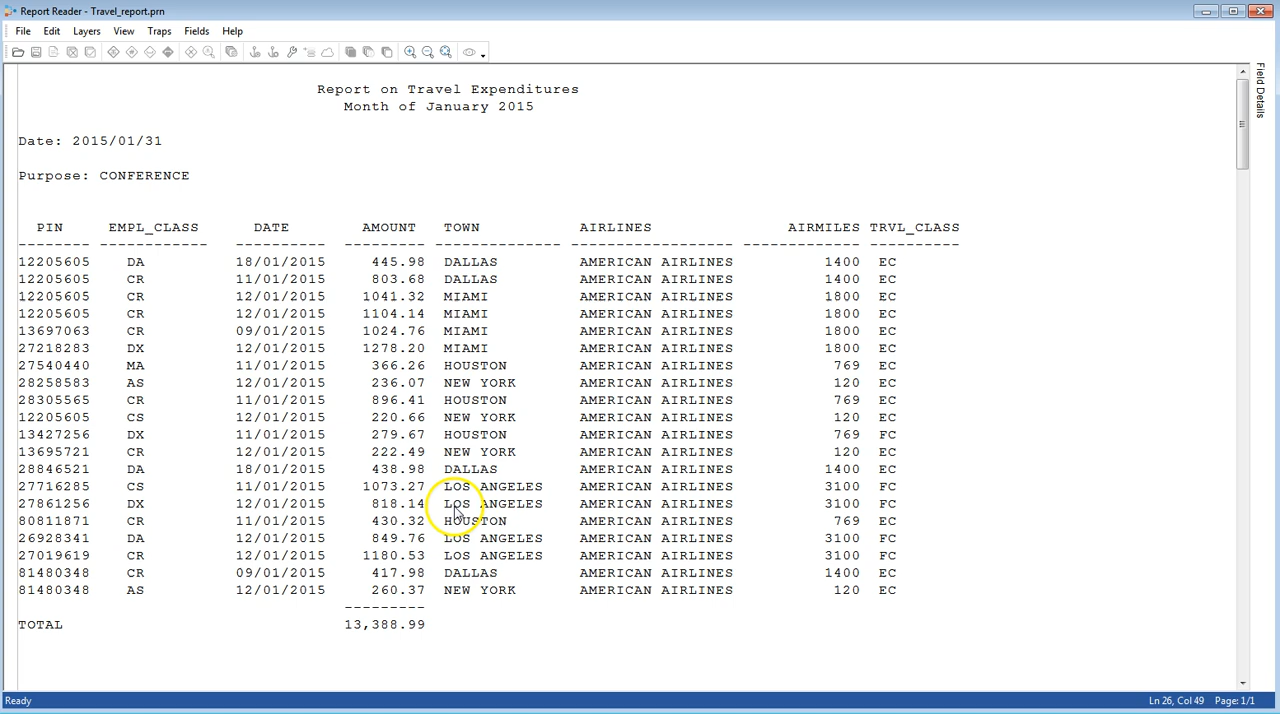 Report Reader - Travel_report.prn
File Edit Layers View Traps Fields Help
Report on Travel Expenditures
Month of January 2015
Date: 2015/01/31
Purpose: CONFERENCE
PIN EMPL_CLASS DATE AMOUNT TOWN AIRLINES AIRMILES TRVL_CLASS
-------- ------------ ---------- --------- -------------- ------------------ ------------- ----------
12205605 DA 18/01/2015 445.98 DALLAS AMERICAN AIRLINES 1400 EC
12205605 CR 11/01/2015 803.68 DALLAS AMERICAN AIRLINES 1400 EC
12205605 CR 12/01/2015 1041.32 MIAMI AMERICAN AIRLINES 1800 EC
12205605 CR 12/01/2015 1104.14 MIAMI AMERICAN AIRLINES 1800 EC
13697063 CR 09/01/2015 1024.76 MIAMI AMERICAN AIRLINES 1800 EC
27218283 DX 12/01/2015 1278.20 MIAMI AMERICAN AIRLINES 1800 EC
27540440 MA 11/01/2015 366.26 HOUSTON AMERICAN AIRLINES 769 EC
28258583 AS 12/01/2015 236.07 NEW YORK AMERICAN AIRLINES 120 EC
28305565 CR 11/01/2015 896.41 HOUSTON AMERICAN AIRLINES 769 EC
12205605 CS 12/01/2015 220.66 NEW YORK AMERICAN AIRLINES 120 EC
13427256 DX 11/01/2015 279.67 HOUSTON AMERICAN AIRLINES 769 FC
13695721 CR 12/01/2015 222.49 NEW YORK AMERICAN AIRLINES 120 EC
28846521 DA 18/01/2015 438.98 DALLAS AMERICAN AIRLINES 1400 EC
27716285 CS 11/01/2015 1073.27 LOS ANGELES AMERICAN AIRLINES 3100 FC
27861256 DX 12/01/2015 818.14 LOS ANGELES AMERICAN AIRLINES 3100 FC
80811871 CR 11/01/2015 430.32 HOUSTON AMERICAN AIRLINES 769 EC
26928341 DA 12/01/2015 849.76 LOS ANGELES AMERICAN AIRLINES 3100 FC
27019619 CR 12/01/2015 1180.53 LOS ANGELES AMERICAN AIRLINES 3100 FC
81480348 CR 09/01/2015 417.98 DALLAS AMERICAN AIRLINES 1400 EC
81480348 AS 12/01/2015 260.37 NEW YORK AMERICAN AIRLINES 120 EC
---------
TOTAL 13,388.99
Field Details
Ready Ln 26, Col 49 Page: 1/1